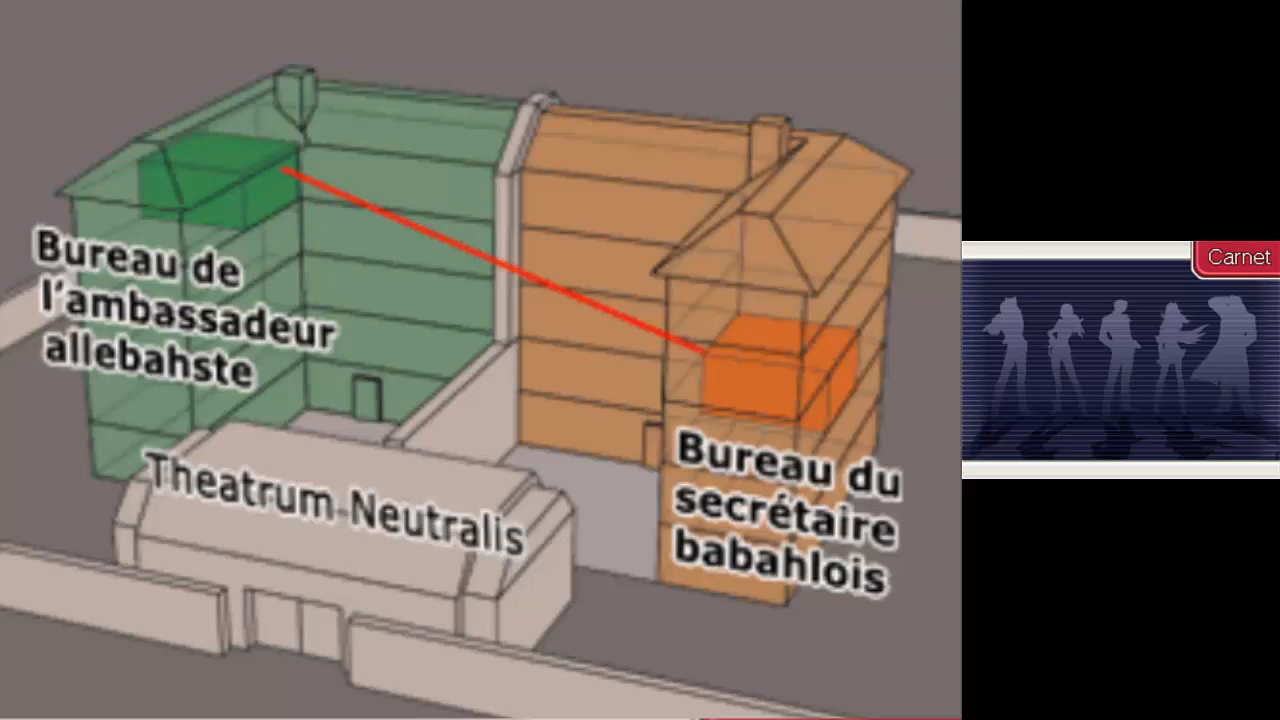 Carnet
Bureau de
l'ambassadeur
allebahste
Theatrum Neutralis
Bureau du
secrétaire
babahlois